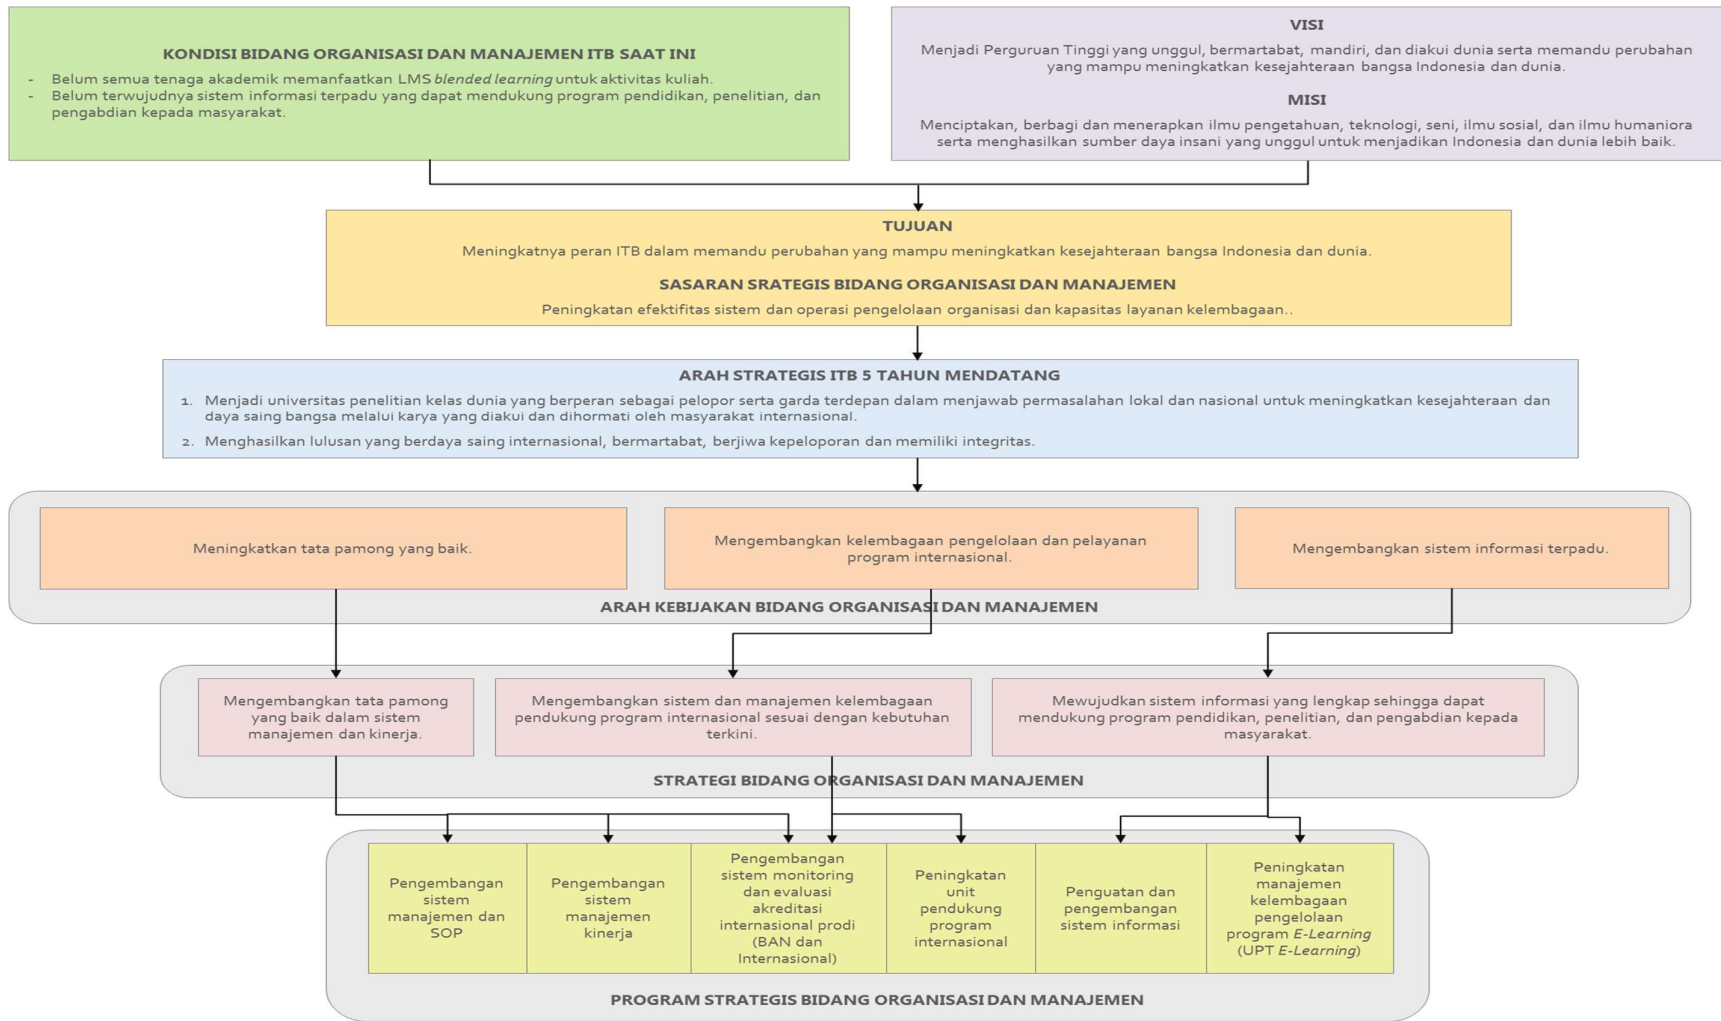 KONDISI BIDANG ORGANISASI DAN MANAJEMEN ITB SAAT INI
- Belum semua tenaga akademik memanfaatkan LMS blended learning untuk aktivitas kuliah.
- Belum terwujudnya sistem informasi terpadu yang dapat mendukung program pendidikan, penelitian, dan
pengabdian kepada masyarakat.
VISI
Menjadi Perguruan Tinggi yang unggul, bermartabat, mandiri, dan diakui dunia serta memandu perubahan
yang mampu meningkatkan kesejahteraan bangsa Indonesia dan dunia.
MISI
Menciptakan, berbagi dan menerapkan ilmu pengetahuan, teknologi, seni, ilmu sosial, dan ilmu humaniora
serta menghasilkan sumber daya insani yang unggul untuk menjadikan Indonesia dan dunia lebih baik.
TUJUAN
Meningkatnya peran ITB dalam memandu perubahan yang mampu meningkatkan kesejahteraan bangsa Indonesia dan dunia.
SASARAN SRATEGIS BIDANG ORGANISASI DAN MANAJEMEN
Peningkatan efektifitas sistem dan operasi pengelolaan organisasi dan kapasitas layanan kelembagaan..
ARAH STRATEGIS ITB 5 TAHUN MENDATANG
1. Menjadi universitas penelitian kelas dunia yang berperan sebagai pelopor serta garda terdepan dalam menjawab permasalahan lokal dan nasional untuk meningkatkan kesejahteraan dan
daya saing bangsa melalui karya yang diakui dan dihormati oleh masyarakat internasional.
2. Menghasilkan lulusan yang berdaya saing internasional, bermartabat, berjiwa kepeloporan dan memiliki integritas.
Meningkatkan tata pamong yang baik.
Mengembangkan kelembagaan pengelolaan dan pelayanan
program internasional.
Mengembangkan sistem informasi terpadu.
ARAH KEBIJAKAN BIDANG ORGANISASI DAN MANAJEMEN
Mengembangkan tata pamong
yang baik dalam sistem
manajemen dan kinerja.
Mengembangkan sistem dan manajemen kelembagaan
pendukung program internasional sesuai dengan kebutuhan
terkini.
Mewujudkan sistem informasi yang lengkap sehingga dapat
mendukung program pendidikan, penelitian, dan pengabdian kepada
masyarakat.
STRATEGI BIDANG ORGANISASI DAN MANAJEMEN
Pengembangan
sistem
manajemen dan
SOP
Pengembangan
sistem
manajemen
kinerja
Pengembangan
sistem monitoring
dan evaluasi
akreditasi
internasional prodi
(BAN dan
Internasional)
Peningkatan
unit
pendukung
program
internasional
Penguatan dan
pengembangan
sistem informasi
Peningkatan
manajemen
kelembagaan
pengelolaan
program E-Learning
(UPT E-Learning)
PROGRAM STRATEGIS BIDANG ORGANISASI DAN MANAJEMEN